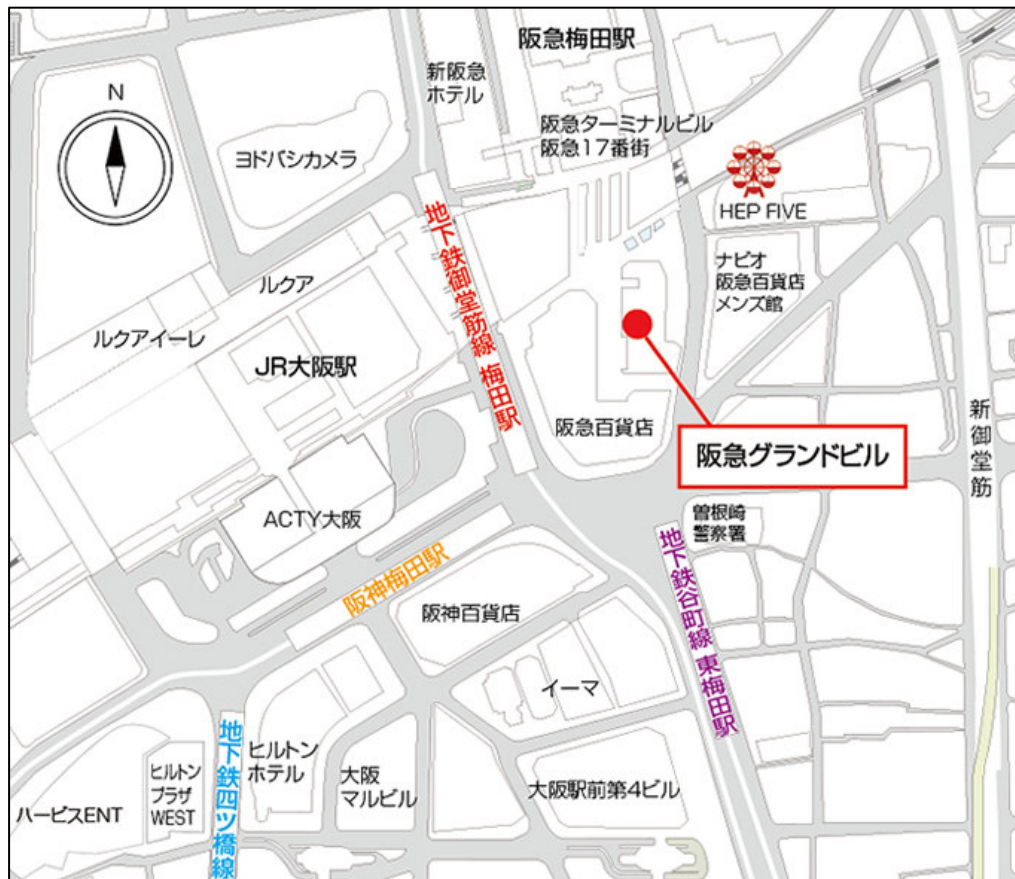 阪急梅田駅
新阪急
ホテル
N
阪急ターミナルビル
阪急17番街
ヨドバシカメラ
HEP FIVE
地下鉄御堂筋線 梅田駅
ナビオ
阪急百貨店
メンズ館
ルクア
ルクアイーレ
JR大阪駅
阪急百貨店
阪急グランドビル
新御堂筋
ACTY大阪
曽根崎
警察署
阪神梅田駅
地下鉄谷町線 東梅田駅
阪神百貨店
イーマ
地下鉄四ツ橋線
ヒルトン
ホテル
大阪
マルビル
大阪駅前第4ビル
ヒルトン
プラザ
WEST
ハービスENT